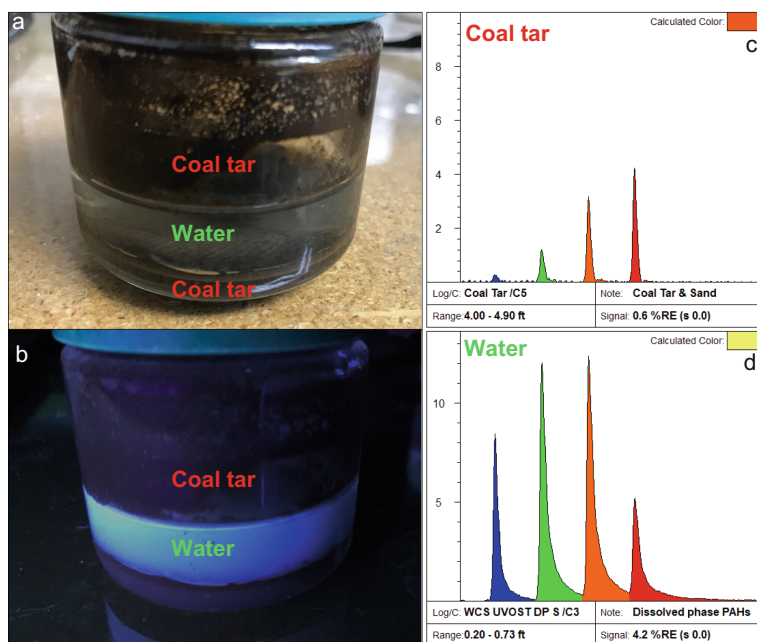 a
Coal tar
Water
Coal tar
b
Coal tar
Water
Coal tar
Calculated Color:
c
8
6
4
2
Log/C: Coal Tar /C5
Note: Coal Tar & Sand
Range: 4.00 - 4.90 ft
Signal: 0.6 %RE (s 0.0)
Water
Calculated Color:
d
10
5
Log/C: WCS UVOST DP S /C3
Note: Dissolved phase PAHs
Range: 0.20 - 0.73 ft
Signal: 4.2 %RE (s 0.0)